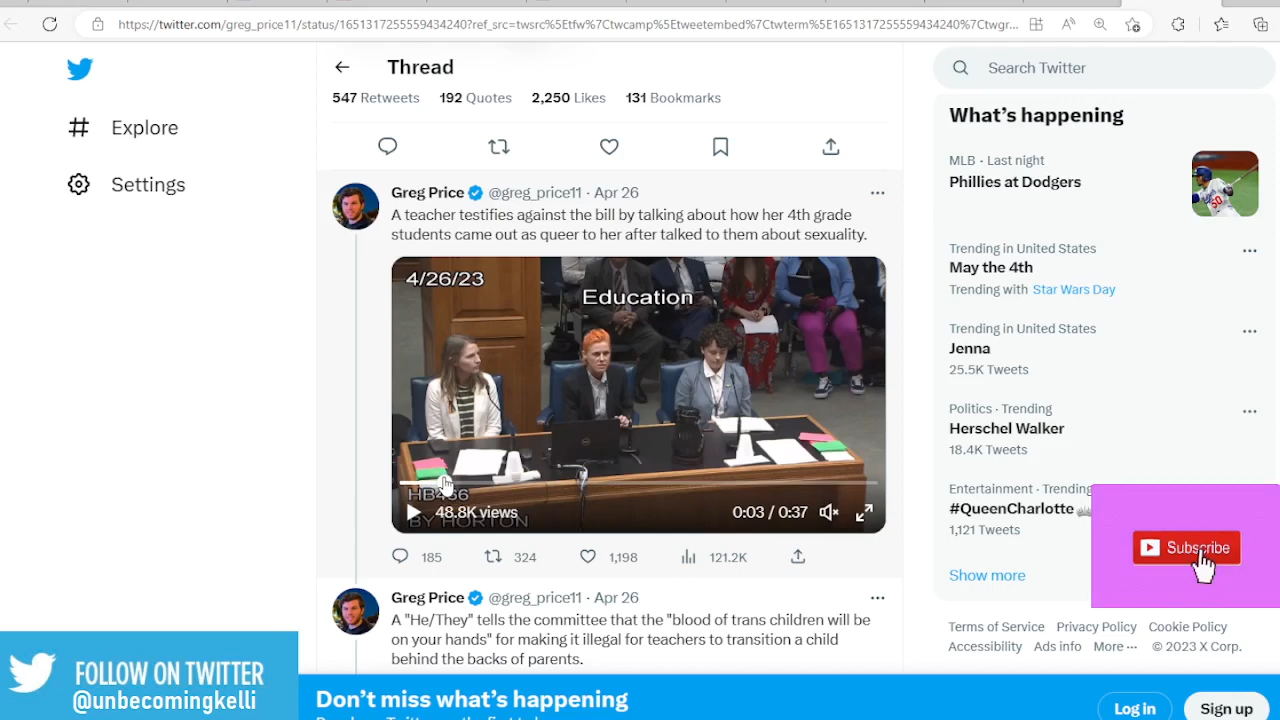 https://twitter.com/greg_price11/status/1651317255559434240?ref_src=twsrc%5Etfw%7Ctwcamp%5Etweetembed%7Ctwterm%5E1651317255559434240%7Ctwgr...
Thread
547 Retweets 192 Quotes 2,250 Likes 131 Bookmarks
Explore
Settings
Greg Price @greg_price11 · Apr 26
A teacher testifies against the bill by talking about how her 4th grade
students came out as queer to her after talked to them about sexuality.
4/26/23
Education
HB466
BY HORTON
48.8K views
0:03 / 0:37
185 324 1,198 121.2K
Greg Price @greg_price11 · Apr 26
A "He/They" tells the committee that the "blood of trans children will be
on your hands" for making it illegal for teachers to transition a child
behind the backs of parents.
Search Twitter
What's happening
MLB · Last night
Phillies at Dodgers
Trending in United States
May the 4th
Trending with Star Wars Day
Trending in United States
Jenna
25.5K Tweets
Politics · Trending
Herschel Walker
18.4K Tweets
Entertainment · Trending
#QueenCharlotte
1,121 Tweets
Show more
Subscribe
Terms of Service Privacy Policy Cookie Policy
Accessibility Ads info More ··· © 2023 X Corp.
FOLLOW ON TWITTER
@unbecomingkelli
Don't miss what's happening
Log in
Sign up